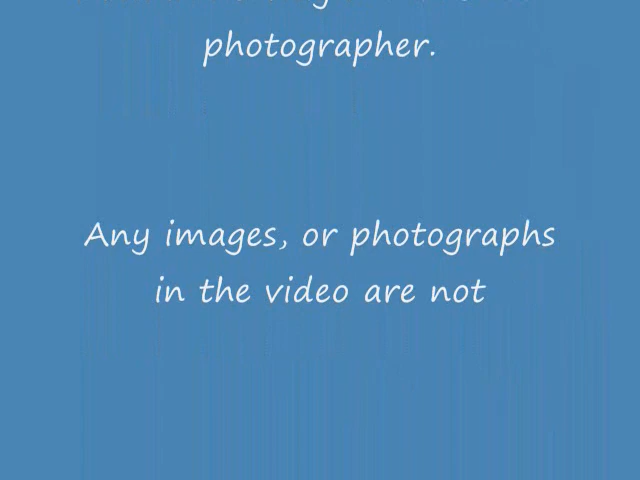 photographer.
Any images, or photographs
in the video are not